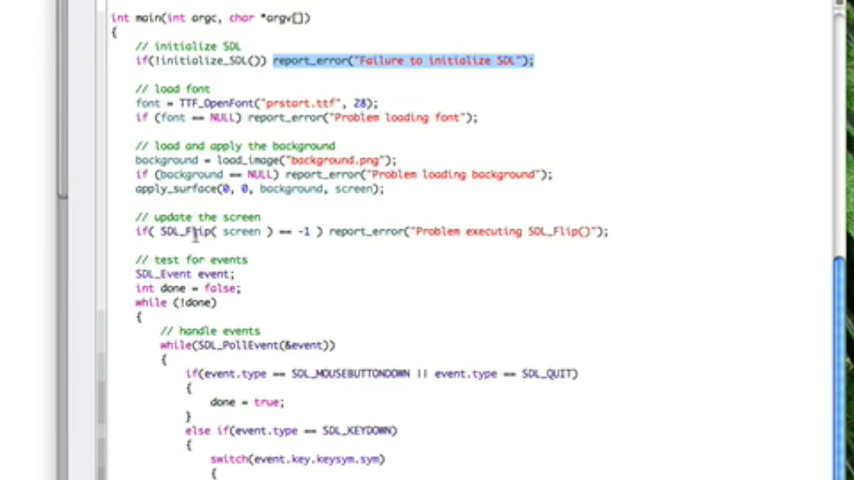 int main(int argc, char *argv[])
{
// initialize SDL
if(!initialize_SDL()) report_error("Failure to initialize SDL");
// load font
font = TTF_OpenFont("prstart.ttf", 28);
if (font == NULL) report_error("Problem loading font");
// load and apply the background
background = load_image("background.png");
if (background == NULL) report_error("Problem loading background");
apply_surface(0, 0, background, screen);
// update the screen
if( SDL_Flip( screen ) == -1 ) report_error("Problem executing SDL_Flip()");
// test for events
SDL_Event event;
int done = false;
while (!done)
{
// handle events
while(SDL_PollEvent(&event))
{
if(event.type == SDL_MOUSEBUTTONDOWN || event.type == SDL_QUIT)
{
done = true;
}
else if(event.type == SDL_KEYDOWN)
{
switch(event.key.keysym.sym)
{